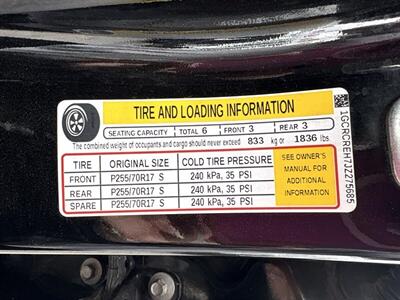 TIRE AND LOADING INFORMATION
SEATING CAPACITY TOTAL 6 FRONT 3 REAR 3
The combined weight of occupants and cargo should never exceed 833 kg or 1836 lbs.
TIRE ORIGINAL SIZE COLD TIRE PRESSURE
FRONT P255/70R17 S 240 kPa, 35 PSI
REAR P255/70R17 S 240 kPa, 35 PSI
SPARE P255/70R17 S 240 kPa, 35 PSI
SEE OWNER'S
MANUAL FOR
ADDITIONAL
INFORMATION
1GCRCREH7JZ275685